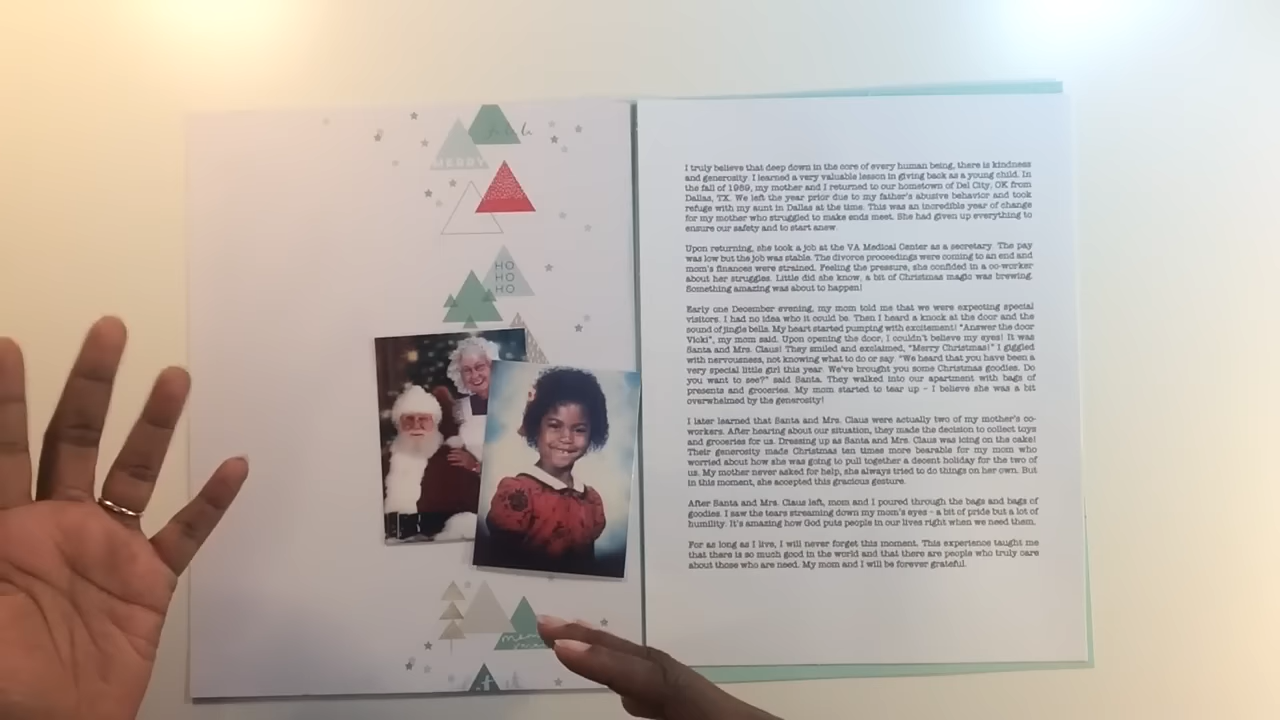 MERRY
HO
HO
HO
I truly believe that deep down in the core of every human being, there is kindness
and generosity. I learned a very valuable lesson in giving back as a young child. In
the fall of 1989, my mother and I returned to our hometown of Del City, OK from
Dallas, TX. We left the year prior due to my father's abusive behavior and took
refuge with my aunt in Dallas at the time. This was an incredible year of change
for my mother who struggled to make ends meet. She had given up everything to
ensure our safety and to start anew.
Upon returning, she took a job at the VA Medical Center as a secretary. The pay
was low but the job was stable. The divorce proceedings were coming to an end and
mom's finances were strained. Feeling the pressure, she confided in a co-worker
about her struggles. Little did she know, a bit of Christmas magic was brewing.
Something amazing was about to happen!
Early one December evening, my mom told me that we were expecting special
visitors. I had no idea who it could be. Then I heard a knock at the door and the
sound of jingle bells. My heart started pumping with excitement! "Answer the door
Vicki", my mom said. Upon opening the door, I couldn't believe my eyes! It was
Santa and Mrs. Claus! They smiled and exclaimed, "Merry Christmas!" I giggled
with nervousness, not knowing what to do or say. "We heard that you have been a
very special little girl this year. We've brought you some Christmas goodies. Do
you want to see?" said Santa. They walked into our apartment with bags of
presents and groceries. My mom started to tear up - I believe she was a bit
overwhelmed by the generosity!
I later learned that Santa and Mrs. Claus were actually two of my mother's co-
workers. After hearing about our situation, they made the decision to collect toys
and groceries for us. Dressing up as Santa and Mrs. Claus was icing on the cake!
Their generosity made Christmas ten times more bearable for my mom who
worried about how she was going to pull together a decent holiday for the two of
us. My mother never asked for help, she always tried to do things on her own. But
in this moment, she accepted this gracious gesture.
After Santa and Mrs. Claus left, mom and I poured through the bags and bags of
goodies. I saw the tears streaming down my mom's eyes - a bit of pride but a lot of
humility. It's amazing how God puts people in our lives right when we need them.
For as long as I live, I will never forget this moment. This experience taught me
that there is so much good in the world and that there are people who truly care
about those who are need. My mom and I will be forever grateful.